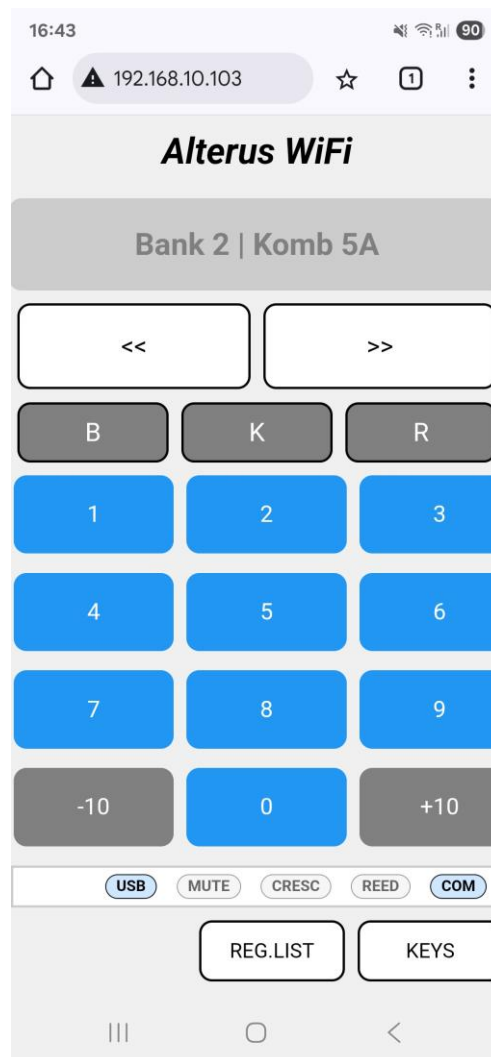 16:43 90
192.168.10.103 1
Alterus WiFi
Bank 2 | Komb 5A
<< >>
B K R
1 2 3
4 5 6
7 8 9
-10 0 +10
USB MUTE CRESC REED COM
REG.LIST KEYS